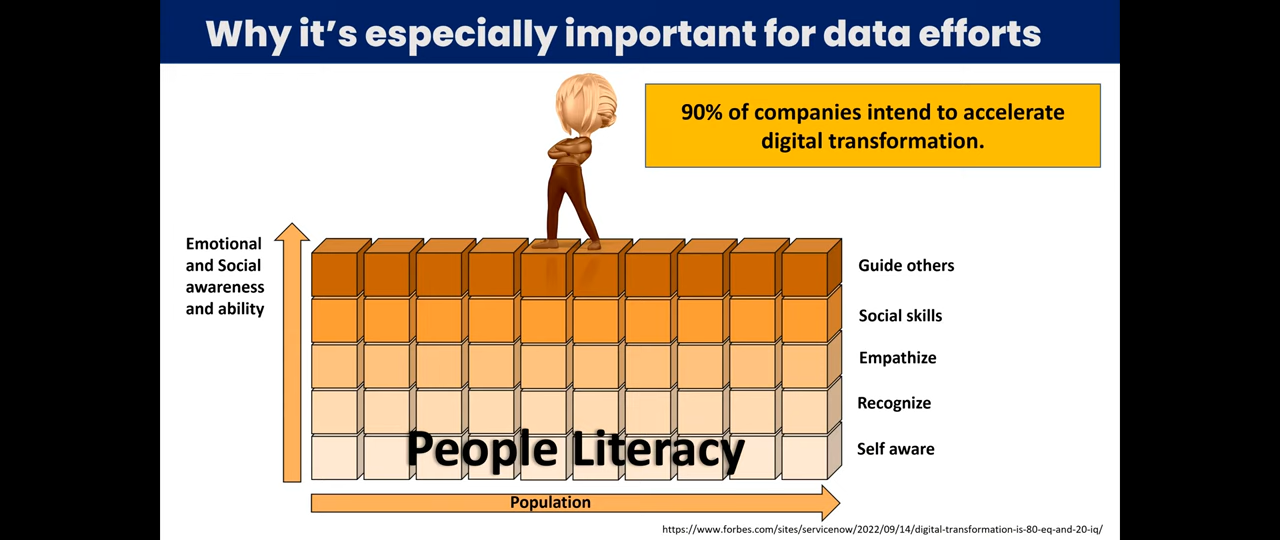 Why it's especially important for data efforts
90% of companies intend to accelerate
digital transformation.
Emotional
and Social
awareness
and ability
Guide others
Social skills
Empathize
Recognize
Self aware
People Literacy
Population
https://www.forbes.com/sites/servicenow/2022/09/14/digital-transformation-is-80-eq-and-20-iq/